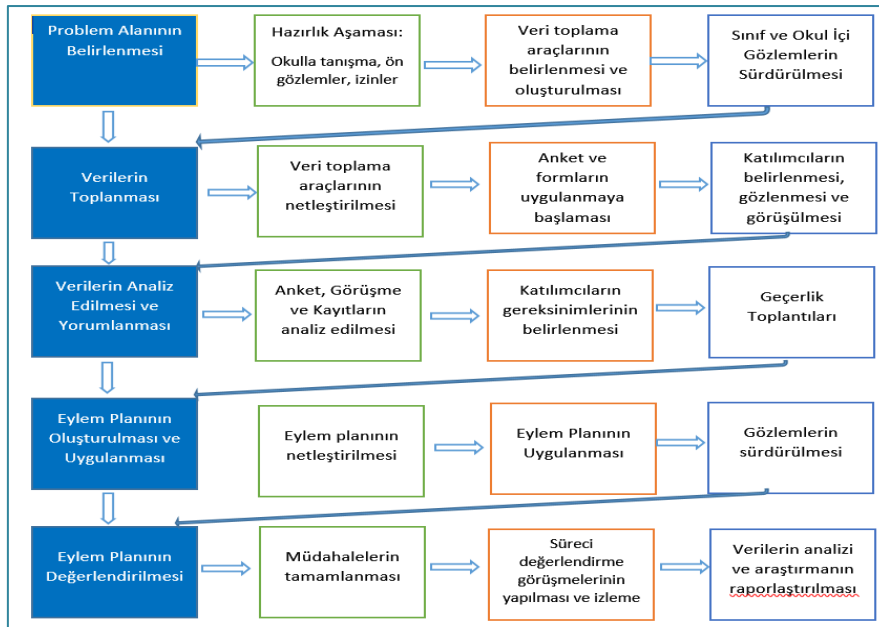 Problem Alanının
Belirlenmesi
Hazırlık Aşaması:
Okulla tanışma, ön
gözlemler, izinler
Veri toplama
araçlarının
belirlenmesi ve
oluşturulması
Sınıf ve Okul İçi
Gözlemlerin
Sürdürülmesi
Verilerin
Toplanması
Veri toplama
araçlarının
netleştirilmesi
Anket ve
formların
uygulanmaya
başlaması
Katılımcıların
belirlenmesi,
gözlenmesi ve
görüşülmesi
Verilerin Analiz
Edilmesi ve
Yorumlanması
Anket, Görüşme
ve Kayıtların
analiz edilmesi
Katılımcıların
gereksinimlerinin
belirlenmesi
Geçerlik
Toplantıları
Eylem Planının
Oluşturulması ve
Uygulanması
Eylem planının
netleştirilmesi
Eylem Planının
Uygulanması
Gözlemlerin
sürdürülmesi
Eylem Planının
Değerlendirilmesi
Müdahalelerin
tamamlanması
Süreci
değerlendirme
görüşmelerinin
yapılması ve izleme
Verilerin analizi
ve araştırmanın
raporlaştırılması